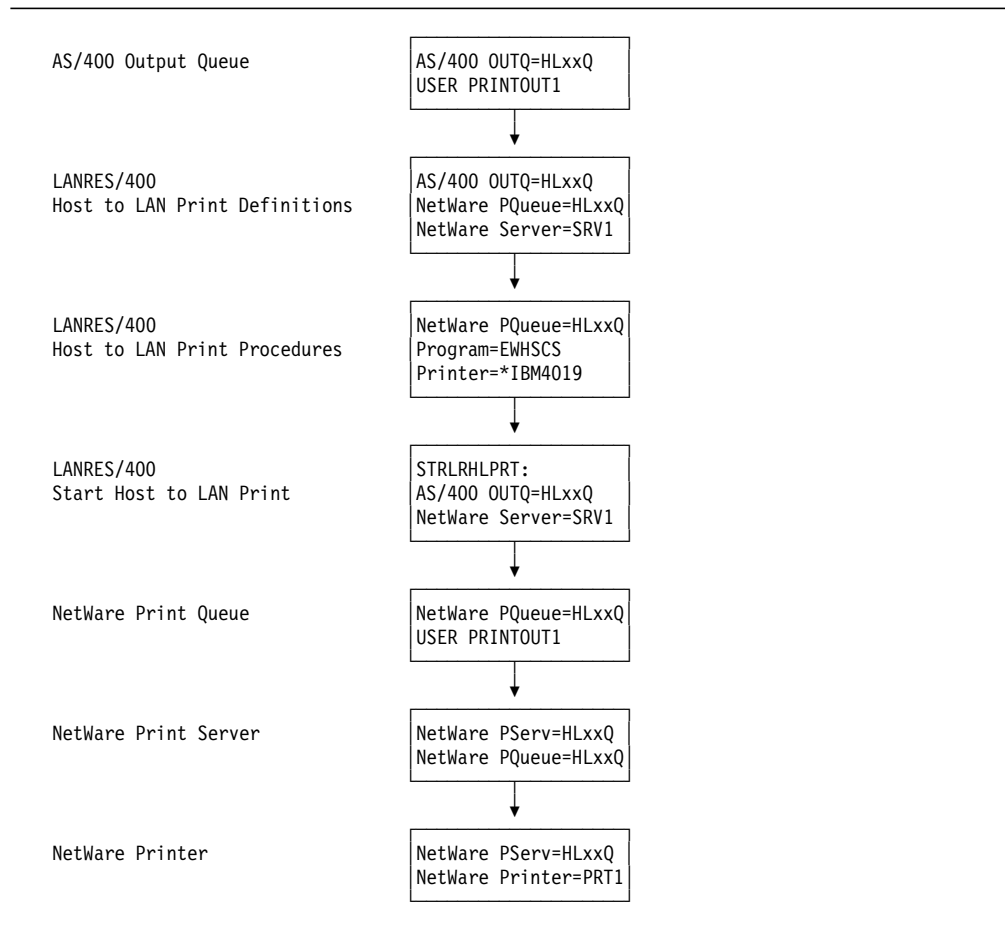 AS/400 Output Queue AS/400 OUTQ=HLxxQ
USER PRINTOUT1
LANRES/400 AS/400 OUTQ=HLxxQ
Host to LAN Print Definitions NetWare PQueue=HLxxQ
NetWare Server=SRV1
LANRES/400 NetWare PQueue=HLxxQ
Host to LAN Print Procedures Program=EWHSCS
Printer=*IBM4019
LANRES/400 STRLRHLPRT:
Start Host to LAN Print AS/400 OUTQ=HLxxQ
NetWare Server=SRV1
NetWare Print Queue NetWare PQueue=HLxxQ
USER PRINTOUT1
NetWare Print Server NetWare PServ=HLxxQ
NetWare PQueue=HLxxQ
NetWare Printer NetWare PServ=HLxxQ
NetWare Printer=PRT1